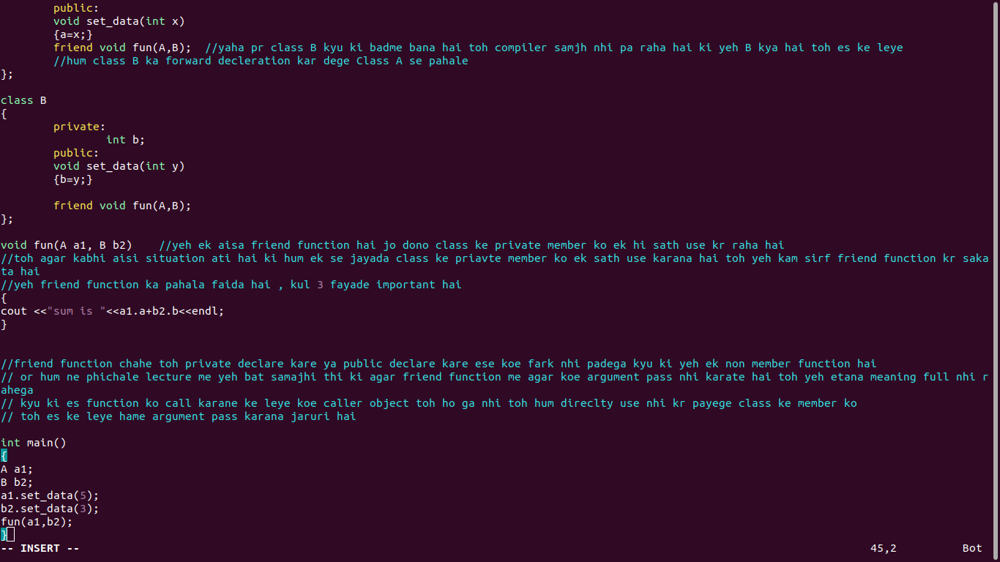 public:
void set_data(int x)
{a=x;}
friend void fun(A,B);  //yaha pr class B kyu ki badme bana hai toh compiler samjh nhi pa raha hai ki yeh B kya hai toh es ke leye
//hum class B ka forward decleration kar dege Class A se pahale
};
class B
{
private:
int b;
public:
void set_data(int y)
{b=y;}
friend void fun(A,B);
};
void fun(A a1, B b2)    //yeh ek aisa friend function hai jo dono class ke private member ko ek hi sath use kr raha hai
//toh agar kabhi aisi situation ati hai ki hum ek se jayada class ke priavte member ko ek sath use karana hai toh yeh kam sirf friend function kr saka
ta hai
//yeh friend function ka pahala faida hai , kul 3 fayade important hai
{
cout <<"sum is "<<a1.a+b2.b<<endl;
}
//friend function chahe toh private declare kare ya public declare kare ese koe fark nhi padega kyu ki yeh ek non member function hai
// or hum ne phichale lecture me yeh bat samajhi thi ki agar friend function me agar koe argument pass nhi karate hai toh yeh etana meaning full nhi r
ahega
// kyu ki es function ko call karane ke leye koe caller object toh ho ga nhi toh hum direclty use nhi kr payege class ke member ko
// toh es ke leye hame argument pass karana jaruri hai
int main()
{
A a1;
B b2;
a1.set_data(5);
b2.set_data(3);
fun(a1,b2);
}
-- INSERT --                    45,2          Bot